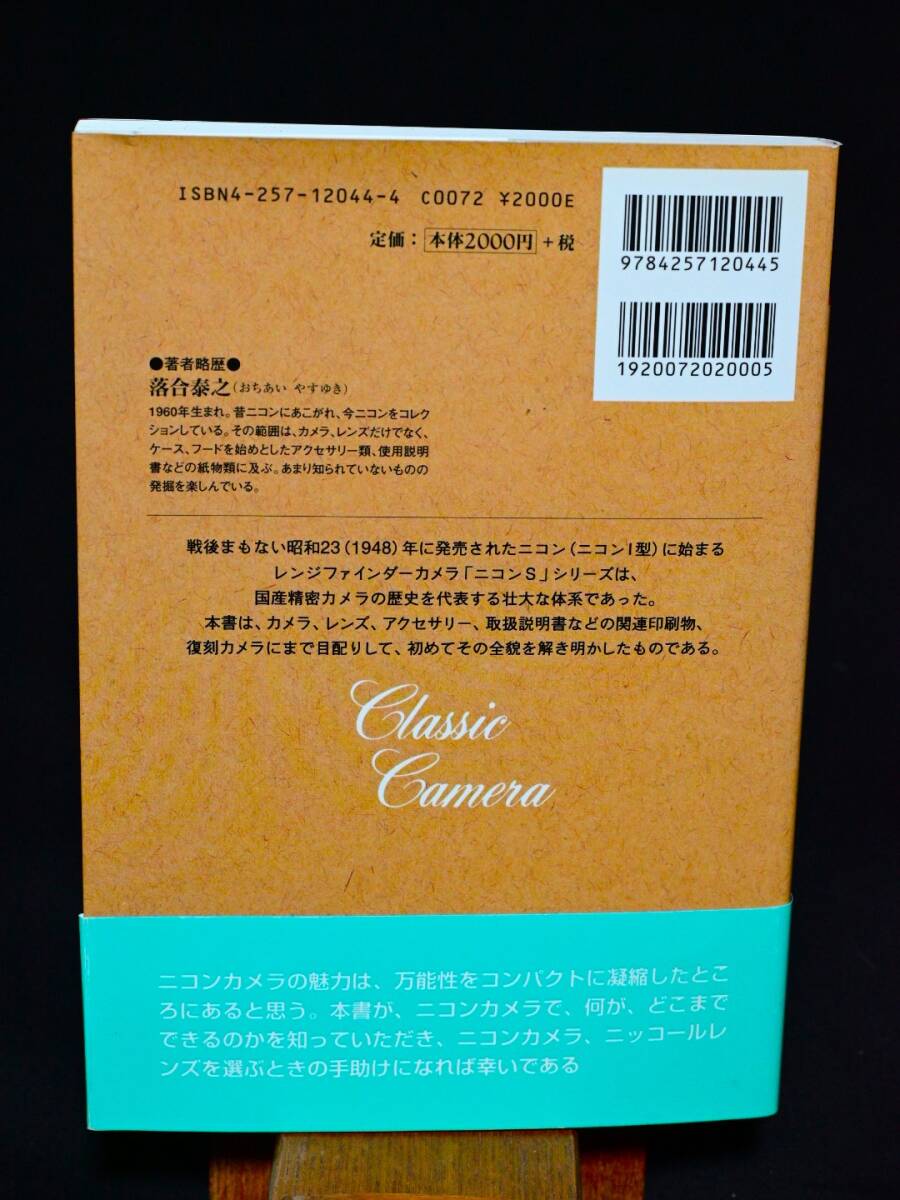 ISBN4-257-12044-4 C0072 ¥2000E
定価：本体2000円＋税
9784257120445
1920072020005
●著者略歴●
落合泰之（おちあい やすゆき）
1960年生まれ。昔ニコンにあこがれ、今ニコンをコレク
ションしている。その範囲は、カメラ、レンズだけでなく、
ケース、フードを始めとしたアクセサリー類、使用説明
書などの紙物類に及ぶ。あまり知られていないものの
発掘を楽しんでいる。
戦後まもない昭和23（1948）年に発売されたニコン（ニコンI型）に始まる
レンジファインダーカメラ「ニコンS」シリーズは、
国産精密カメラの歴史を代表する壮大な体系であった。
本書は、カメラ、レンズ、アクセサリー、取扱説明書などの関連印刷物、
復刻カメラにまで目配りして、初めてその全貌を解き明かしたものである。
Classic
Camera
ニコンカメラの魅力は、万能性をコンパクトに凝縮したとこ
ろにあると思う。本書が、ニコンカメラで、何が、どこまで
できるのかを知っていただき、ニコンカメラ、ニッコールレ
ンズを選ぶときの手助けになれば幸いである